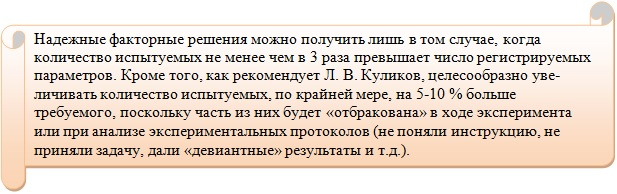 Надежные факторные решения можно получить лишь в том случае, когда
количество испытуемых не менее чем в 3 раза превышает число регистрируемых
параметров. Кроме того, как рекомендует Л. В. Куликов, целесообразно уве-
личивать количество испытуемых, по крайней мере, на 5-10 % больше
требуемого, поскольку часть из них будет «отбракована» в ходе эксперимента
или при анализе экспериментальных протоколов (не поняли инструкцию, не
приняли задачу, дали «девиантные» результаты и т.д.).